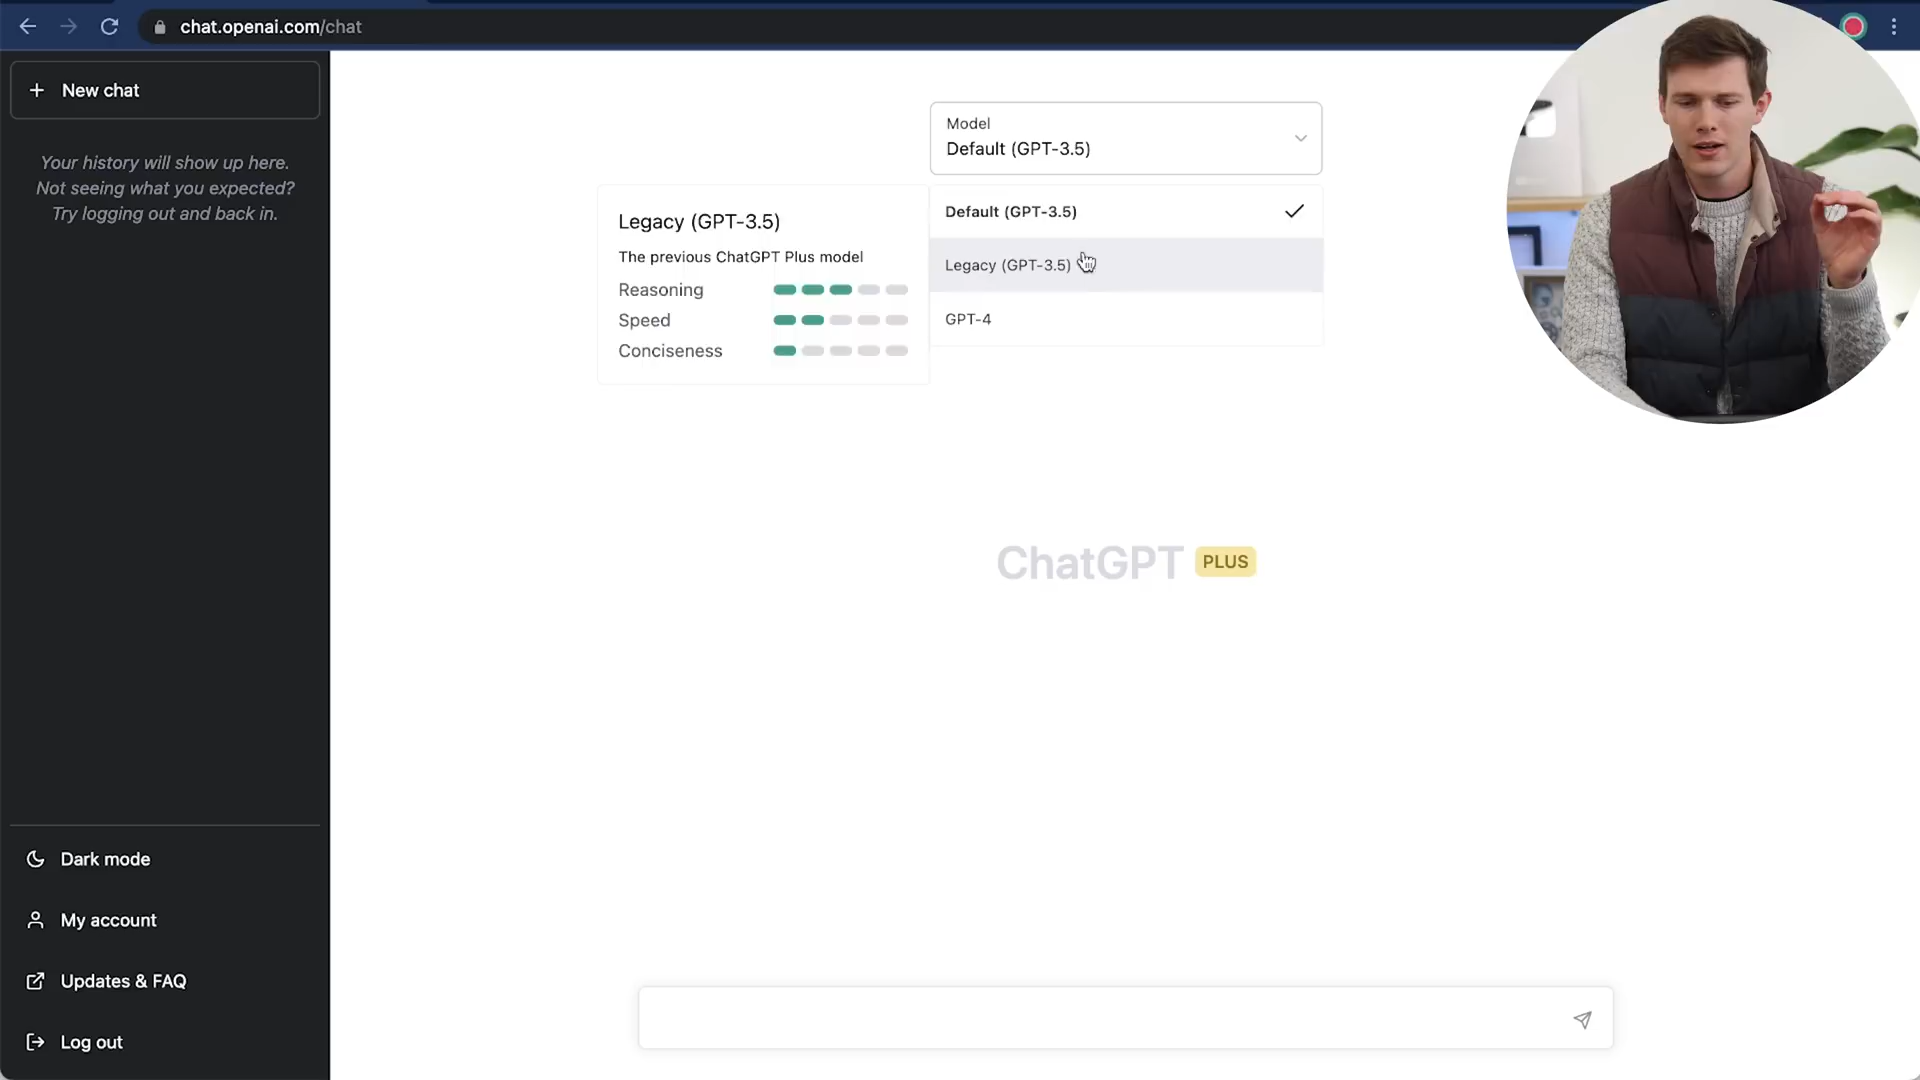 chat.openai.com/chat
New chat
Your history will show up here.
Not seeing what you expected?
Try logging out and back in.
Model
Default (GPT-3.5)
Default (GPT-3.5)
Legacy (GPT-3.5)
GPT-4
Legacy (GPT-3.5)
The previous ChatGPT Plus model
Reasoning
Speed
Conciseness
ChatGPT PLUS
Dark mode
My account
Updates & FAQ
Log out